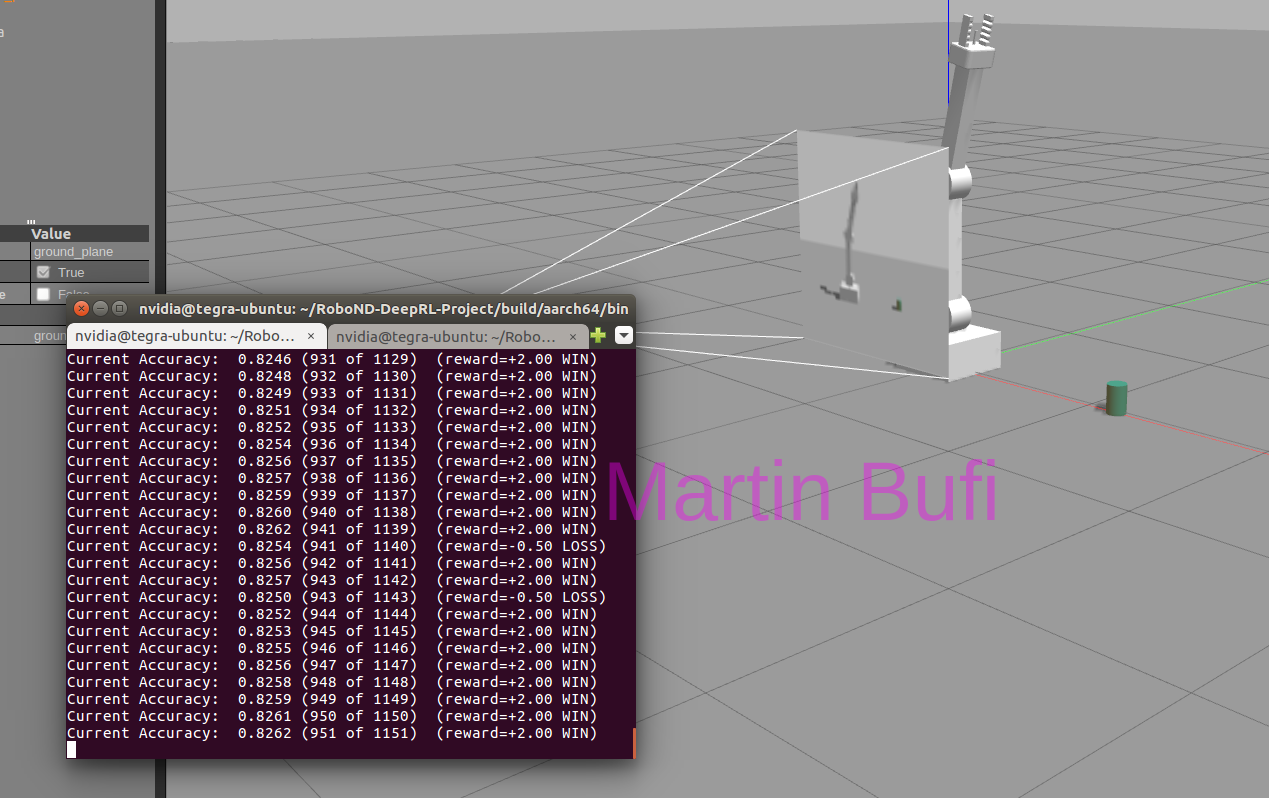 a
Value
ground_plane
True
e
nvidia@tegra-ubuntu: ~/RoboND-DeepRL-Project/build/aarch64/bin
nvidia@tegra-ubuntu: ~/Robo... × nvidia@tegra-ubuntu: ~/Robo... ×
Current Accuracy: 0.8246 (931 of 1129) (reward=+2.00 WIN)
Current Accuracy: 0.8248 (932 of 1130) (reward=+2.00 WIN)
Current Accuracy: 0.8249 (933 of 1131) (reward=+2.00 WIN)
Current Accuracy: 0.8251 (934 of 1132) (reward=+2.00 WIN)
Current Accuracy: 0.8252 (935 of 1133) (reward=+2.00 WIN)
Current Accuracy: 0.8254 (936 of 1134) (reward=+2.00 WIN)
Current Accuracy: 0.8256 (937 of 1135) (reward=+2.00 WIN)
Current Accuracy: 0.8257 (938 of 1136) (reward=+2.00 WIN)
Current Accuracy: 0.8259 (939 of 1137) (reward=+2.00 WIN)
Current Accuracy: 0.8260 (940 of 1138) (reward=+2.00 WIN)
Current Accuracy: 0.8262 (941 of 1139) (reward=+2.00 WIN)
Current Accuracy: 0.8254 (941 of 1140) (reward=-0.50 LOSS)
Current Accuracy: 0.8256 (942 of 1141) (reward=+2.00 WIN)
Current Accuracy: 0.8257 (943 of 1142) (reward=+2.00 WIN)
Current Accuracy: 0.8250 (943 of 1143) (reward=-0.50 LOSS)
Current Accuracy: 0.8252 (944 of 1144) (reward=+2.00 WIN)
Current Accuracy: 0.8253 (945 of 1145) (reward=+2.00 WIN)
Current Accuracy: 0.8255 (946 of 1146) (reward=+2.00 WIN)
Current Accuracy: 0.8256 (947 of 1147) (reward=+2.00 WIN)
Current Accuracy: 0.8258 (948 of 1148) (reward=+2.00 WIN)
Current Accuracy: 0.8259 (949 of 1149) (reward=+2.00 WIN)
Current Accuracy: 0.8261 (950 of 1150) (reward=+2.00 WIN)
Current Accuracy: 0.8262 (951 of 1151) (reward=+2.00 WIN)
groun
Martin Bufi